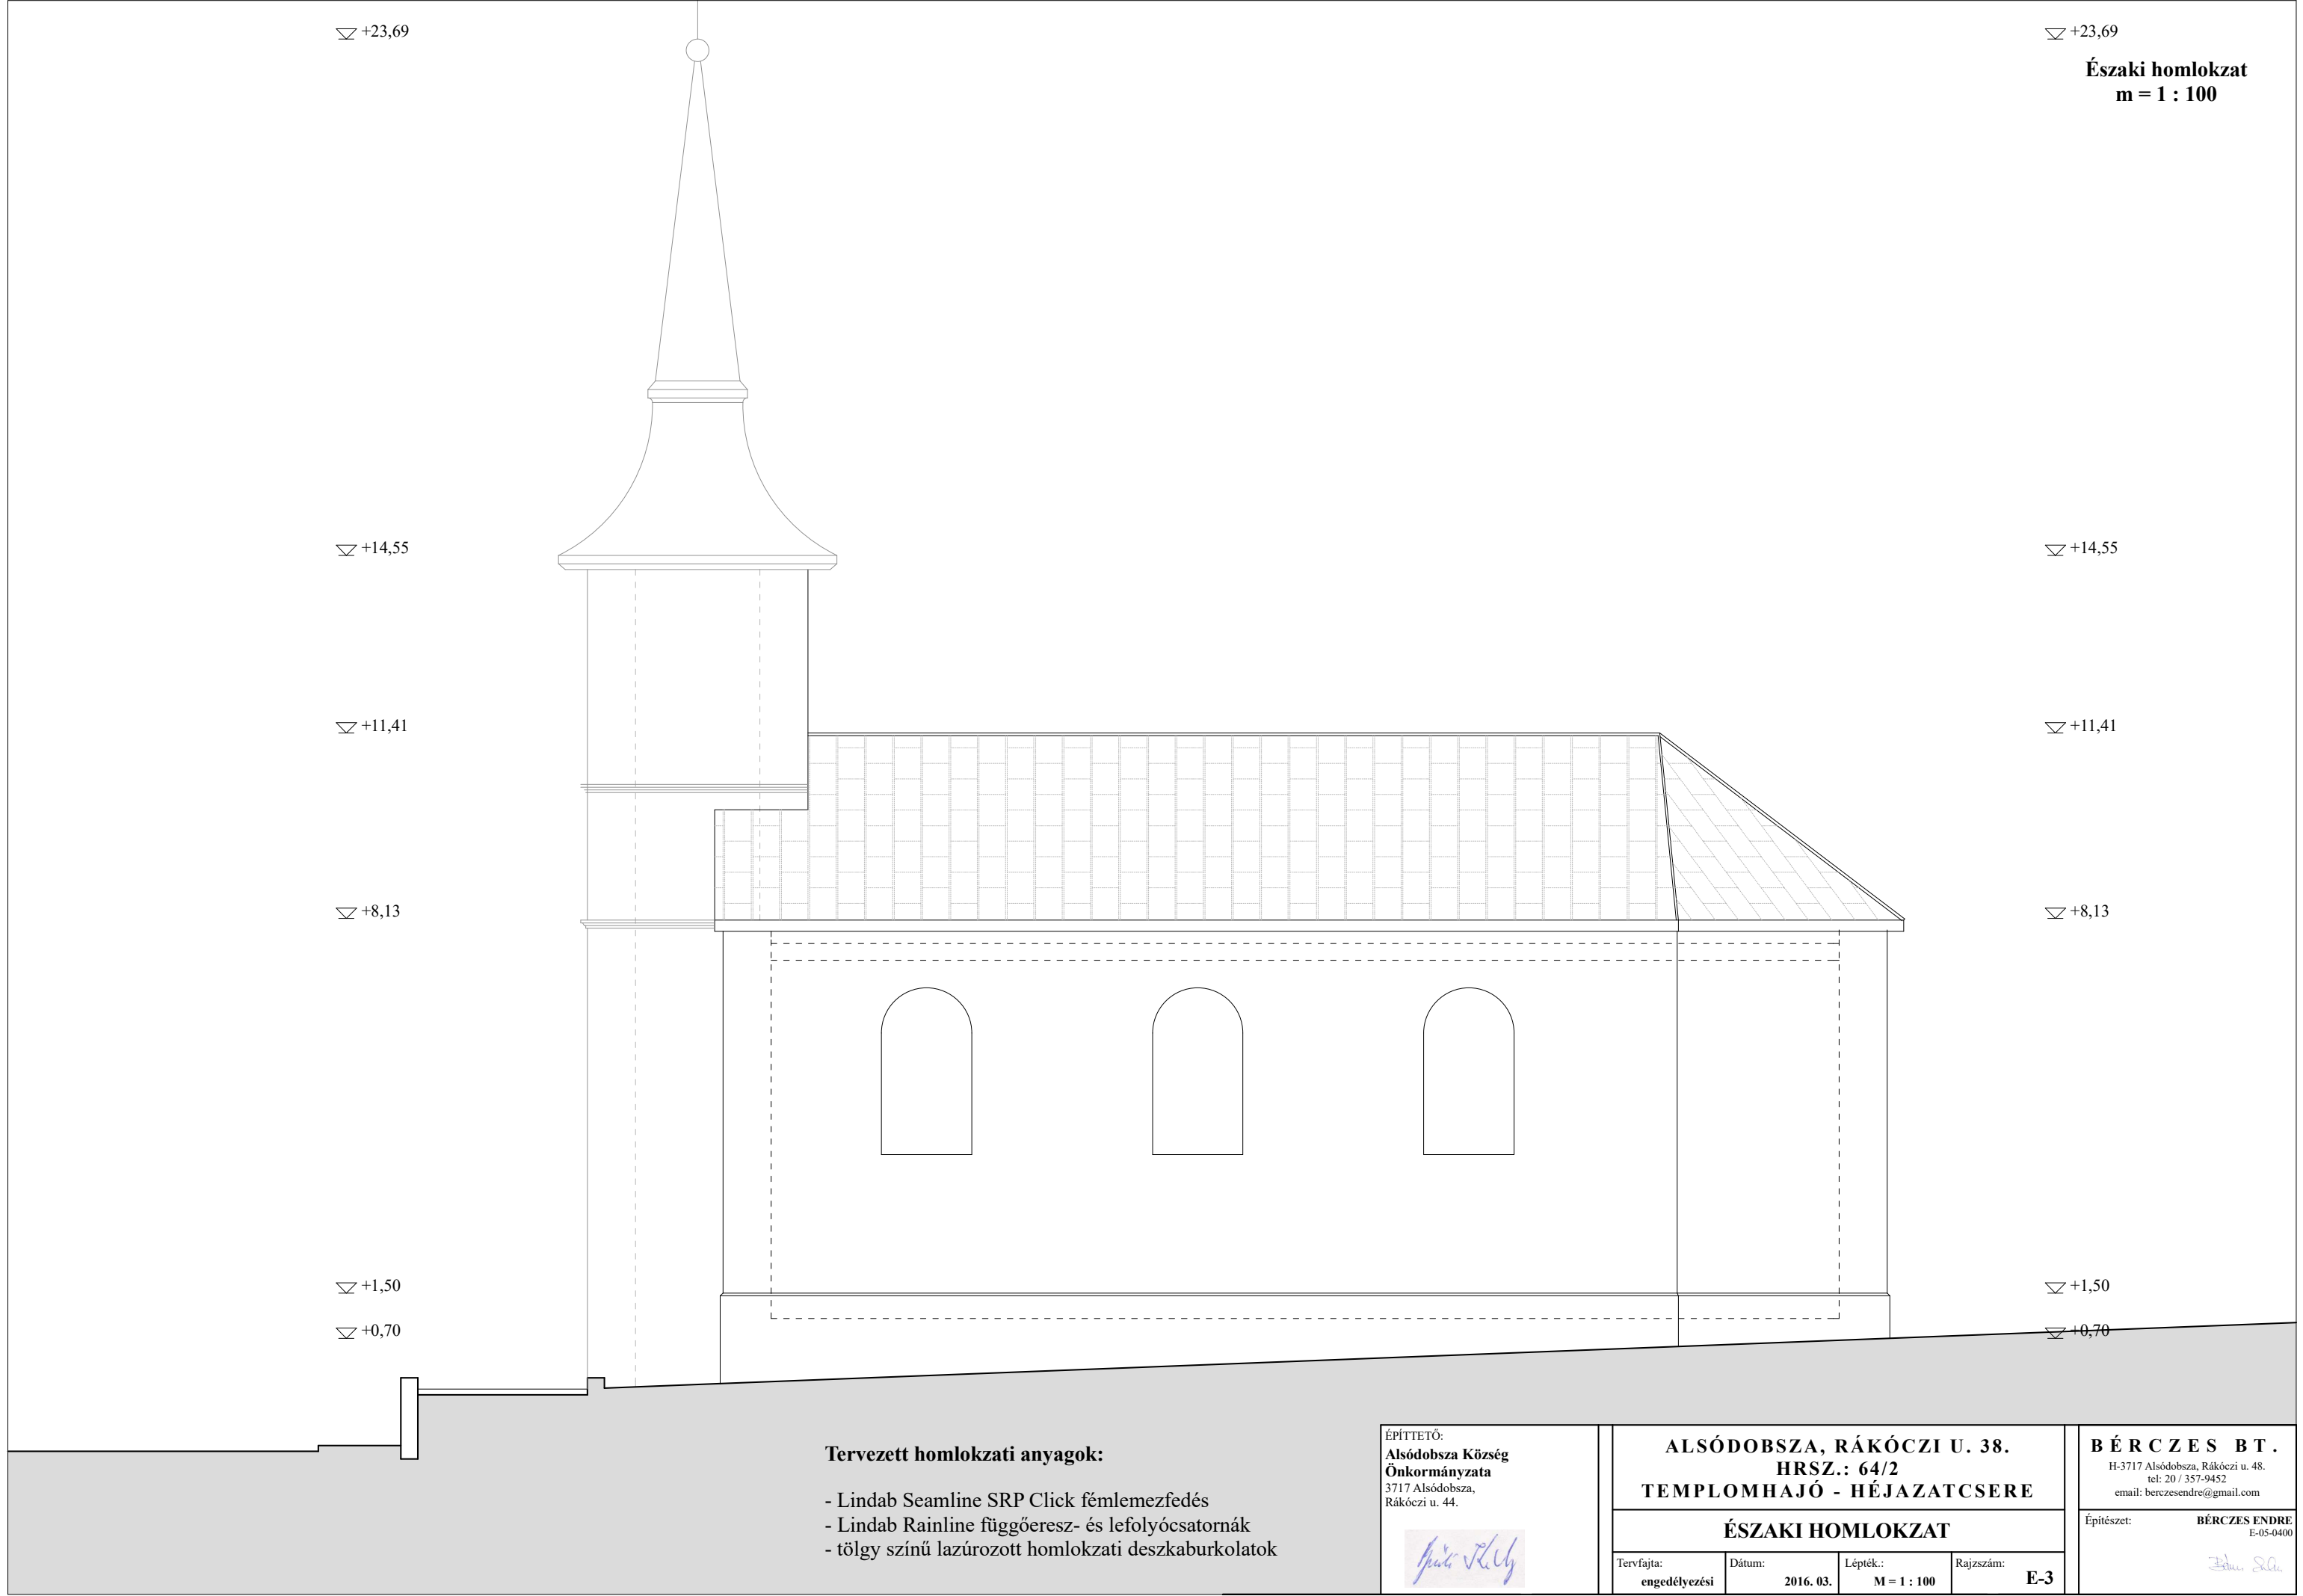 +23,69
+23,69
Északi homlokzat
m = 1 : 100
+14,55
+14,55
+11,41
+11,41
+8,13
+8,13
+1,50
+1,50
+0,70
+0,70
Tervezett homlokzati anyagok:
- Lindab Seamline SRP Click fémlemezfedés
- Lindab Rainline függőeresz- és lefolyócsatornák
- tölgy színű lazúrozott homlokzati deszkaburkolatok
ÉPÍTTETŐ:
Alsódobsza Község
Önkormányzata
3717 Alsódobsza,
Rákóczi u. 44.
ALSÓDOBSZA, RÁKÓCZI U. 38.
HRSZ.: 64/2
TEMPLOMHAJÓ - HÉJAZATCSERE
ÉSZAKI HOMLOKZAT
Tervfajta:
engedélyezési
Dátum:
2016. 03.
Lépték.:
M = 1 : 100
Rajzszám:
E-3
BÉRCZES BT.
H-3717 Alsódobsza, Rákóczi u. 48.
tel: 20 / 357-9452
email: berczesendre@gmail.com
Építészet:
BÉRCZES ENDRE
E-05-0400